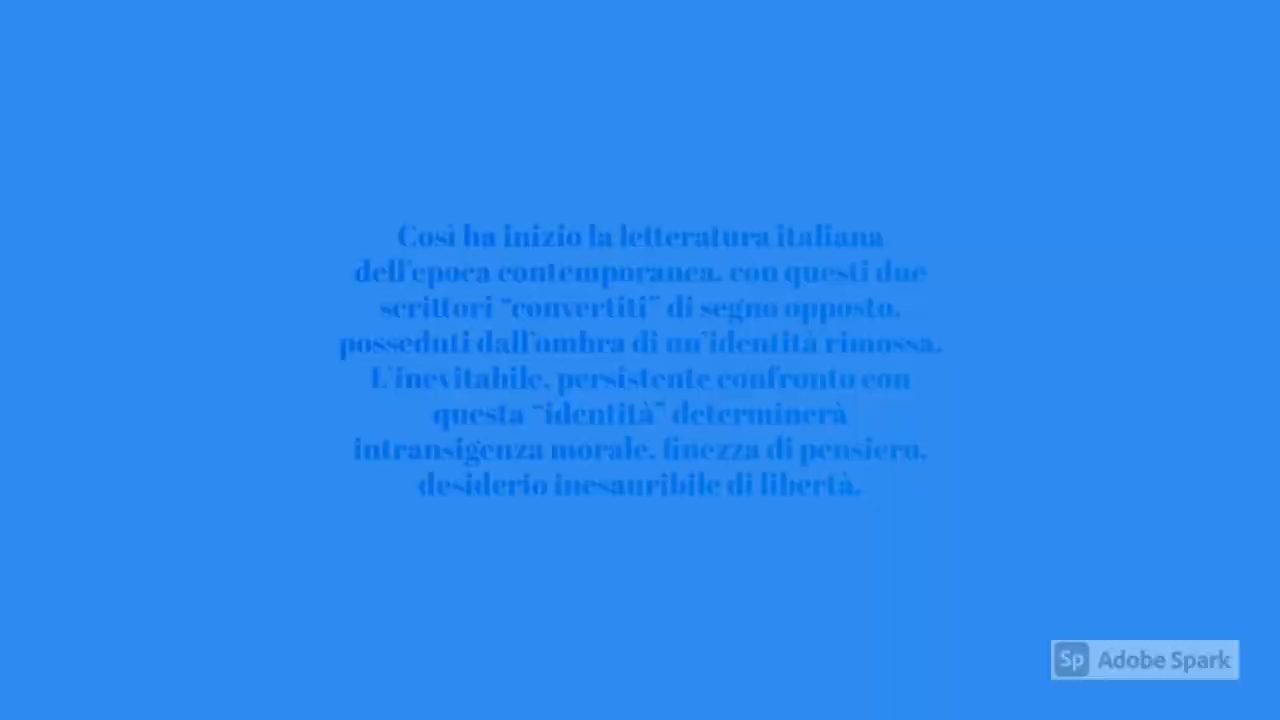 Così ha inizio la letteratura italiana
dell'epoca contemporanea, con questi due
scrittori “convertiti” di segno opposto,
posseduti dall'ombra di un'identità rimossa.
L'inevitabile, persistente confronto con
questa “identità” determinerà
intransigenza morale, finezza di pensiero,
desiderio inesauribile di libertà.
Sp Adobe Spark